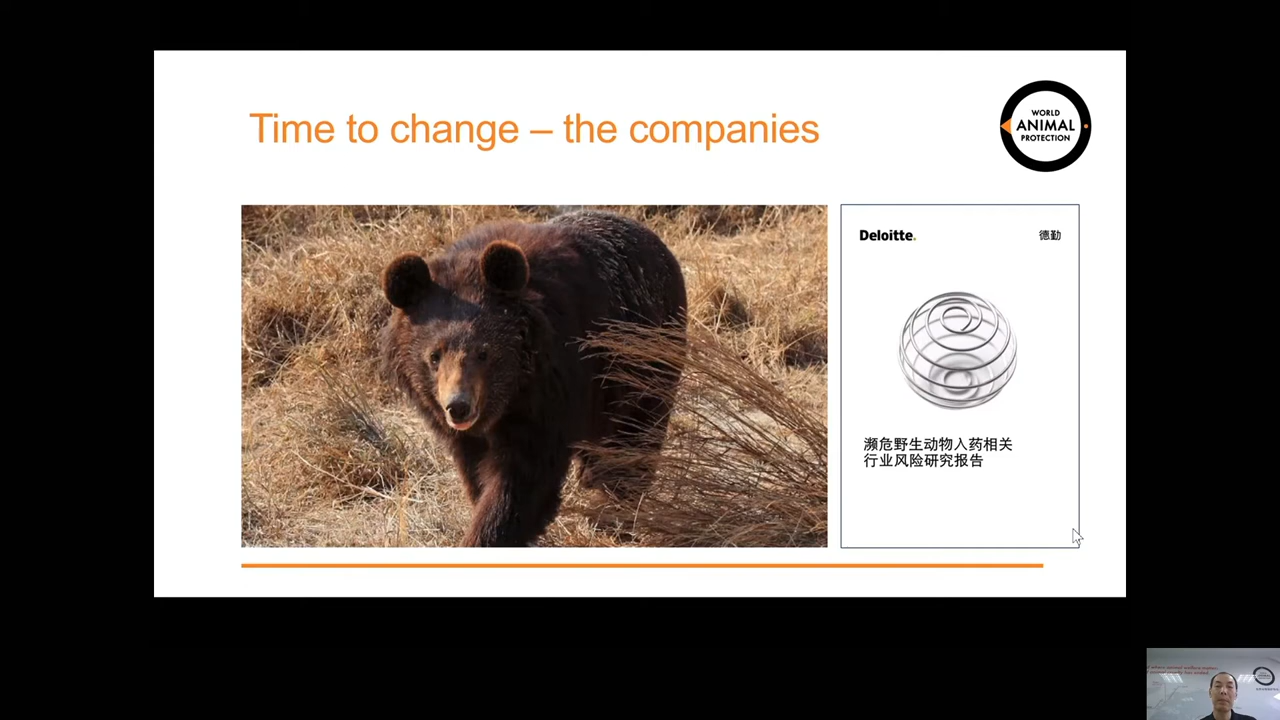 Time to change – the companies
WORLD
ANIMAL
PROTECTION
Deloitte.
德勤
濒危野生动物入药相关
行业风险研究报告